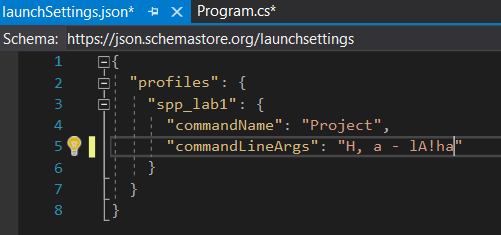 launchSettings.json* Program.cs*
Schema: https://json.schemastore.org/launchsettings
1 {
2 "profiles": {
3 "spp_lab1": {
4 "commandName": "Project",
5 "commandLineArgs": "H, a - lA!ha"
6 }
7 }
8 }